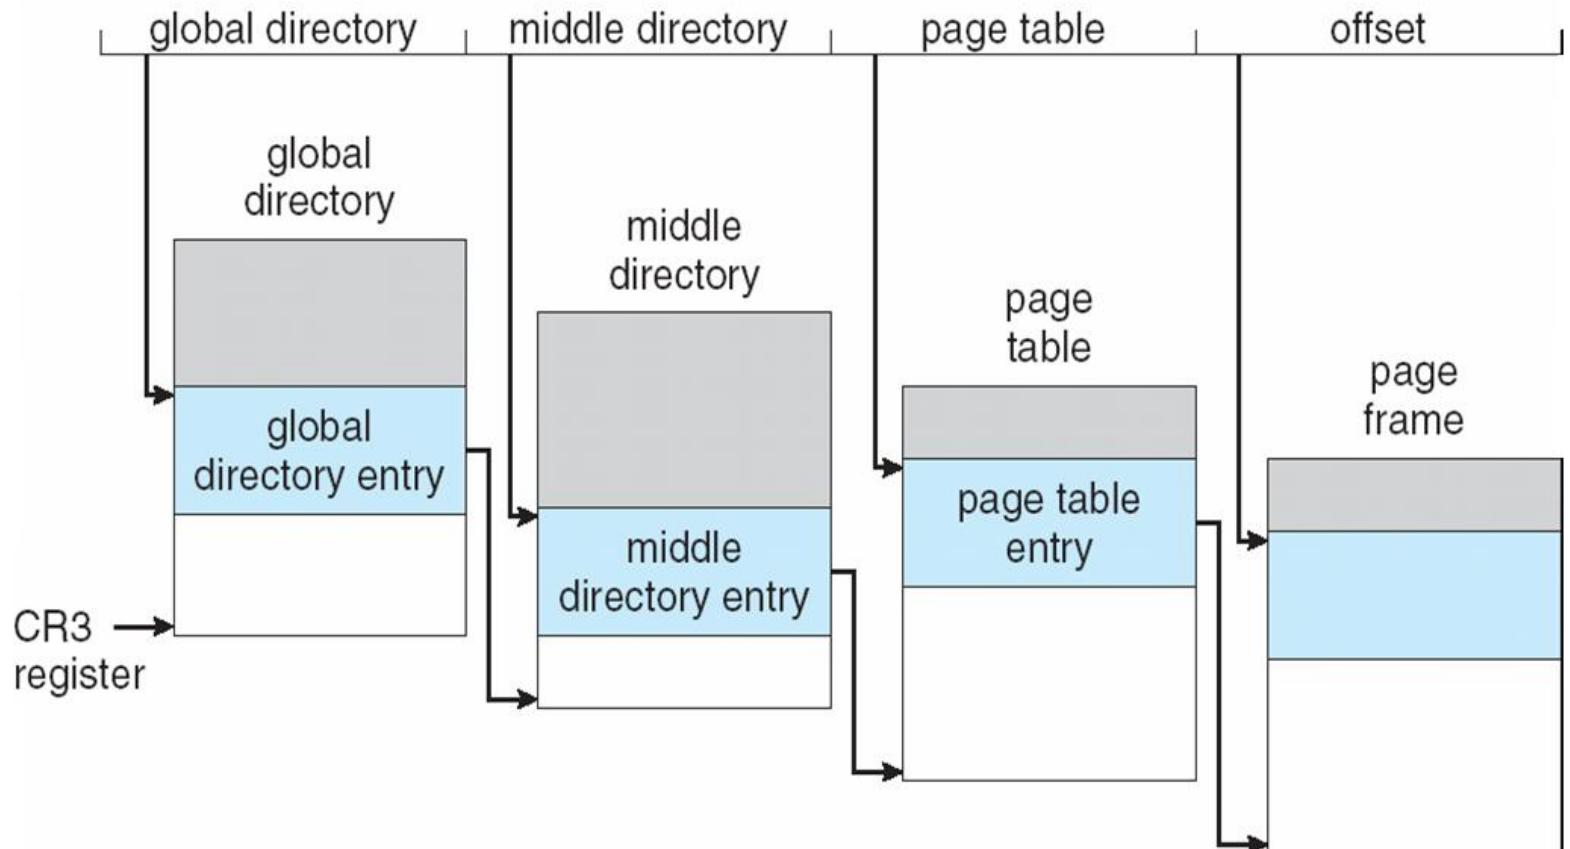 global directory
middle directory
page table
offset
global
directory
middle
directory
page
table
page
frame
global
directory entry
page table
entry
middle
directory entry
CR3
register